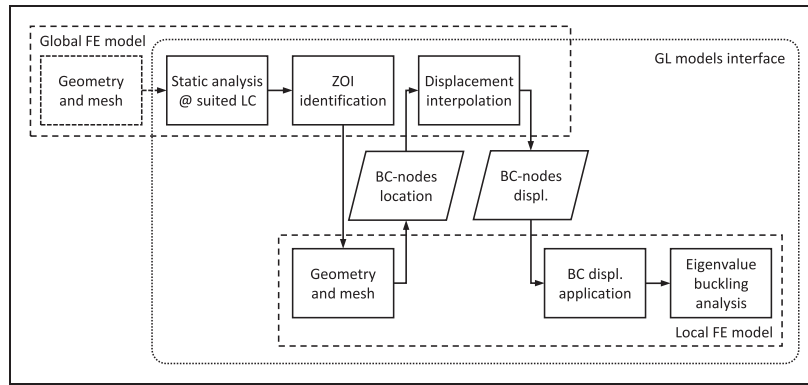 Global FE model
GL models interface
Geometry
and mesh
Static analysis
@ suited LC
ZOI
identification
Displacement
interpolation
BC-nodes
location
BC-nodes
displ.
Geometry
and mesh
BC displ.
application
Eigenvalue
buckling
analysis
Local FE model